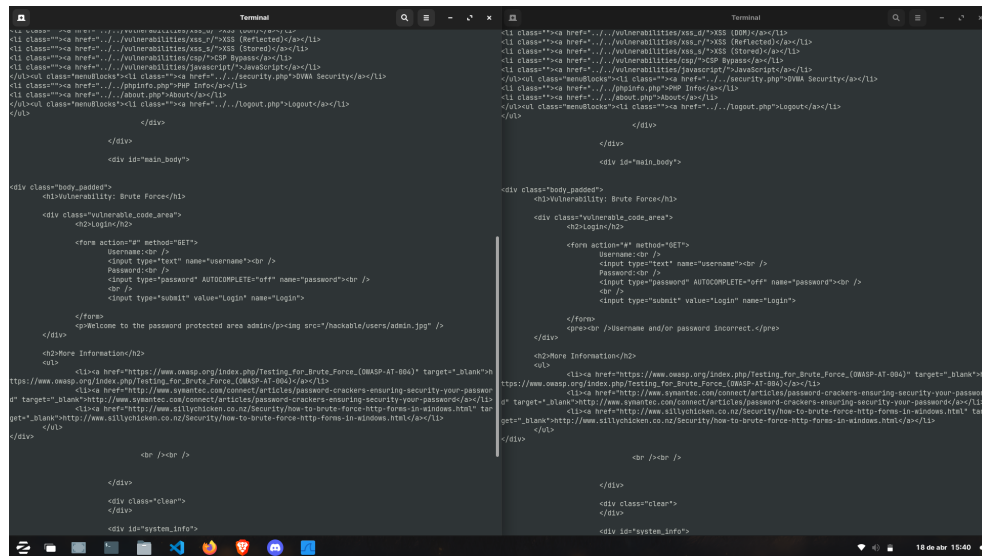 Terminal
<li class=""><a href="../../vulnerabilities/xss_d/">XSS (DOM)</a></li>
<li class=""><a href="../../vulnerabilities/xss_r/">XSS (Reflected)</a></li>
<li class=""><a href="../../vulnerabilities/xss_s/">XSS (Stored)</a></li>
<li class=""><a href="../../vulnerabilities/csp/">CSP Bypass</a></li>
<li class=""><a href="../../vulnerabilities/javascript/">JavaScript</a></li>
</ul><ul class="menuBlocks"><li class=""><a href="../../security.php">DVWA Security</a></li>
<li class=""><a href="../../phpinfo.php">PHP Info</a></li>
<li class=""><a href="../../about.php">About</a></li>
</ul><ul class="menuBlocks"><li class=""><a href="../../logout.php">Logout</a></li>
</ul>
</div>
</div>
<div id="main_body">
<div class="body_padded">
<h1>Vulnerability: Brute Force</h1>
<div class="vulnerable_code_area">
<h2>Login</h2>
<form action="#" method="GET">
Username:<br />
<input type="text" name="username"><br />
Password:<br />
<input type="password" AUTOCOMPLETE="off" name="password"><br />
<br />
<input type="submit" value="Login" name="Login">
</form>
<p>Welcome to the password protected area admin</p><img src="/hackable/users/admin.jpg" />
</div>
<h2>More Information</h2>
<ul>
<li><a href="https://www.owasp.org/index.php/Testing_for_Brute_Force_(OWASP-AT-004)" target="_blank">h
ttps://www.owasp.org/index.php/Testing_for_Brute_Force_(OWASP-AT-004)</a></li>
<li><a href="http://www.symantec.com/connect/articles/password-crackers-ensuring-security-your-passwor
d" target="_blank">http://www.symantec.com/connect/articles/password-crackers-ensuring-security-your-password</a></li>
<li><a href="http://www.sillychicken.co.nz/Security/how-to-brute-force-http-forms-in-windows.html" tar
get="_blank">http://www.sillychicken.co.nz/Security/how-to-brute-force-http-forms-in-windows.html</a></li>
</ul>
</div>
<br /><br />
</div>
<div class="clear">
</div>
<div id="system_info">
Terminal
<li class=""><a href="../../vulnerabilities/xss_d/">XSS (DOM)</a></li>
<li class=""><a href="../../vulnerabilities/xss_r/">XSS (Reflected)</a></li>
<li class=""><a href="../../vulnerabilities/xss_s/">XSS (Stored)</a></li>
<li class=""><a href="../../vulnerabilities/csp/">CSP Bypass</a></li>
<li class=""><a href="../../vulnerabilities/javascript/">JavaScript</a></li>
</ul><ul class="menuBlocks"><li class=""><a href="../../security.php">DVWA Security</a></li>
<li class=""><a href="../../phpinfo.php">PHP Info</a></li>
<li class=""><a href="../../about.php">About</a></li>
</ul><ul class="menuBlocks"><li class=""><a href="../../logout.php">Logout</a></li>
</ul>
</div>
</div>
<div id="main_body">
<div class="body_padded">
<h1>Vulnerability: Brute Force</h1>
<div class="vulnerable_code_area">
<h2>Login</h2>
<form action="#" method="GET">
Username:<br />
<input type="text" name="username"><br />
Password:<br />
<input type="password" AUTOCOMPLETE="off" name="password"><br />
<br />
<input type="submit" value="Login" name="Login">
</form>
<pre><br />Username and/or password incorrect.</pre>
</div>
<h2>More Information</h2>
<ul>
<li><a href="https://www.owasp.org/index.php/Testing_for_Brute_Force_(OWASP-AT-004)" target="_blank">h
ttps://www.owasp.org/index.php/Testing_for_Brute_Force_(OWASP-AT-004)</a></li>
<li><a href="http://www.symantec.com/connect/articles/password-crackers-ensuring-security-your-passwor
d" target="_blank">http://www.symantec.com/connect/articles/password-crackers-ensuring-security-your-password</a></li>
<li><a href="http://www.sillychicken.co.nz/Security/how-to-brute-force-http-forms-in-windows.html" tar
get="_blank">http://www.sillychicken.co.nz/Security/how-to-brute-force-http-forms-in-windows.html</a></li>
</ul>
</div>
<br /><br />
</div>
<div class="clear">
</div>
<div id="system_info">
18 de abr 15:40